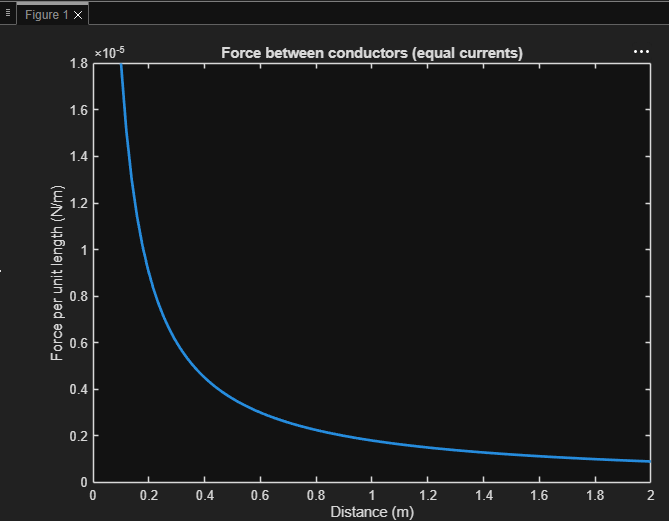 Figure 1
×10-5
Force between conductors (equal currents)
1.8
1.6
1.4
1.2
1
0.8
0.6
0.4
0.2
0
Force per unit length (N/m)
0 0.2 0.4 0.6 0.8 1 1.2 1.4 1.6 1.8 2
Distance (m)